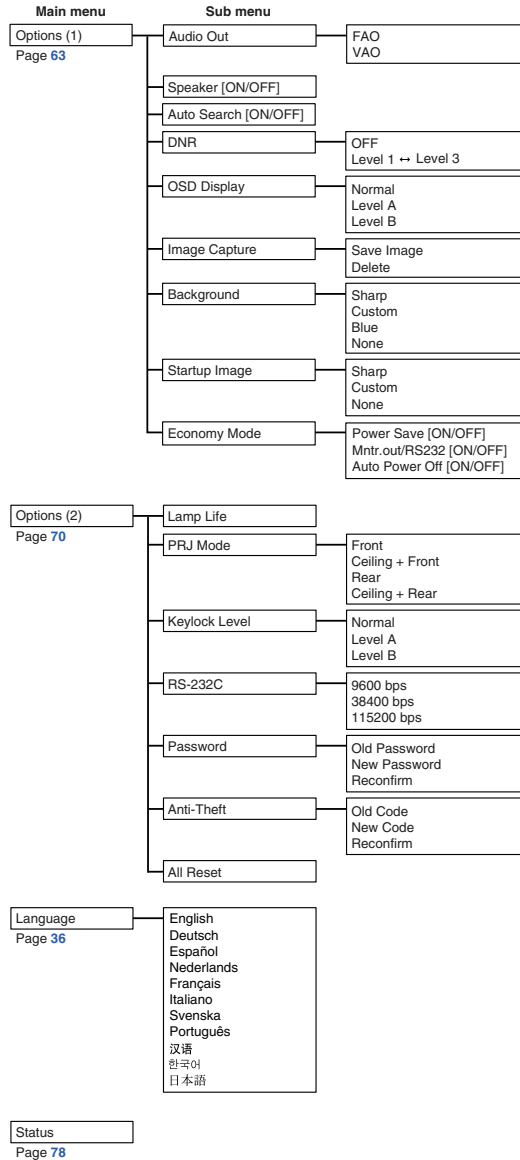 Main menu
Sub menu
Options (1)
Page 63
Audio Out
FAO
VAO
Speaker [ON/OFF]
Auto Search [ON/OFF]
DNR
OFF
Level 1 ↔ Level 3
OSD Display
Normal
Level A
Level B
Image Capture
Save Image
Delete
Background
Sharp
Custom
Blue
None
Startup Image
Sharp
Custom
None
Economy Mode
Power Save [ON/OFF]
Mntr.out/RS232 [ON/OFF]
Auto Power Off [ON/OFF]
Options (2)
Page 70
Lamp Life
PRJ Mode
Front
Ceiling + Front
Rear
Ceiling + Rear
Keylock Level
Normal
Level A
Level B
RS-232C
9600 bps
38400 bps
115200 bps
Password
Old Password
New Password
Reconfirm
Anti-Theft
Old Code
New Code
Reconfirm
All Reset
Language
Page 36
English
Deutsch
Español
Nederlands
Français
Italiano
Svenska
Português
汉语
한국어
日本語
Status
Page 78